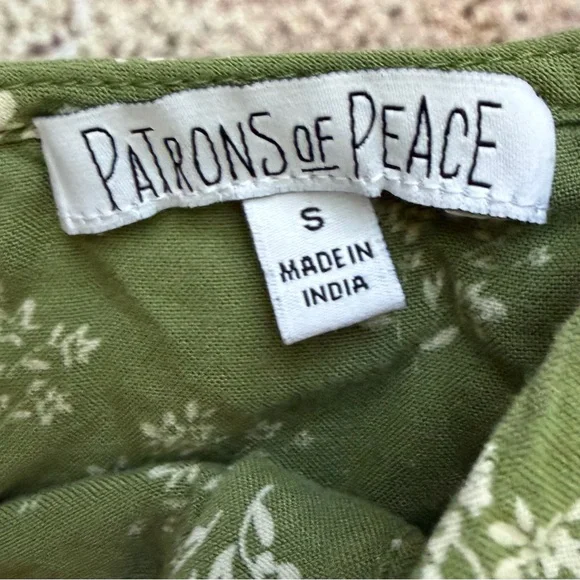 PATRONS OF PEACE
S
MADE IN
INDIA